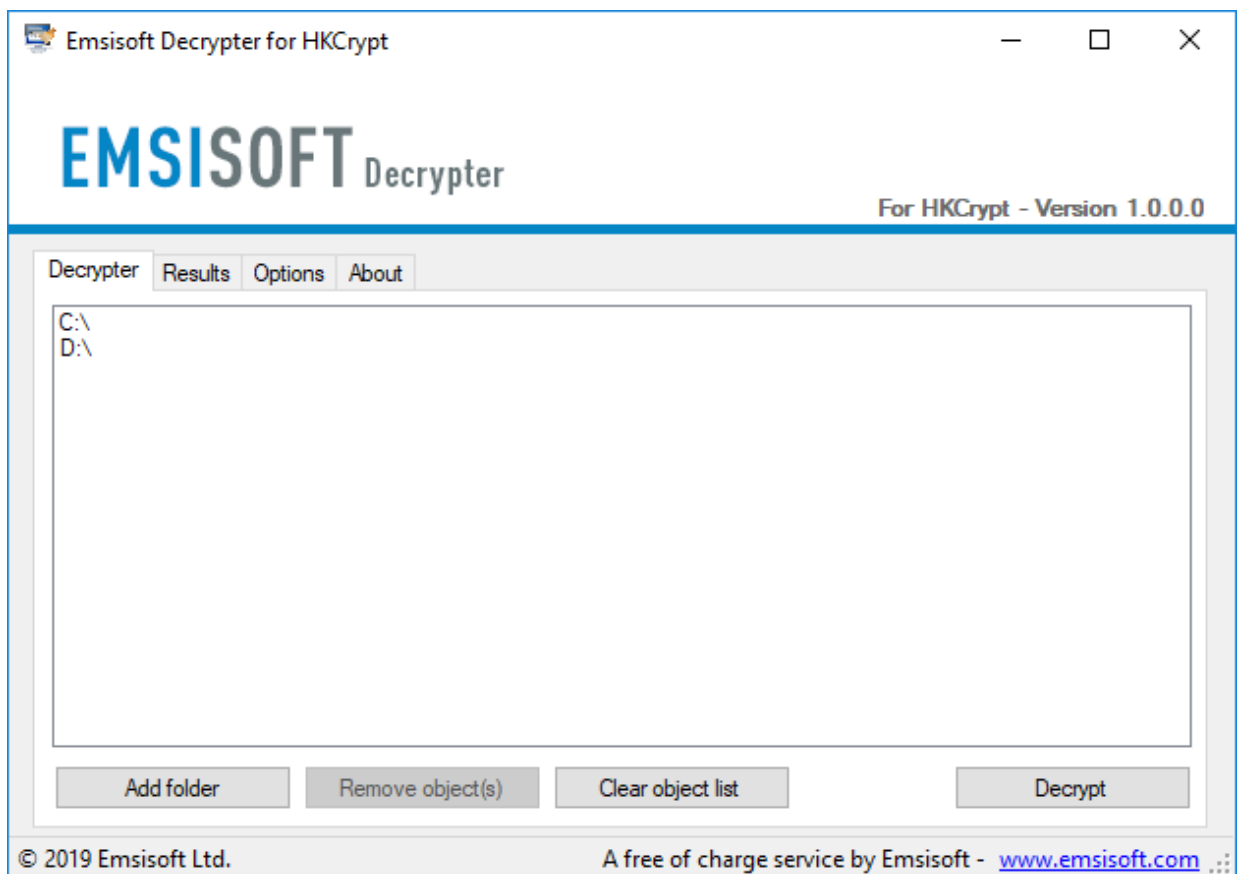 Emsisoft Decrypter for HKCrypt
EMSISOFT Decrypter
For HKCrypt - Version 1.0.0.0
Decrypter Results Options About
C:\
D:\
Add folder Remove object(s) Clear object list Decrypt
© 2019 Emsisoft Ltd. A free of charge service by Emsisoft - www.emsisoft.com